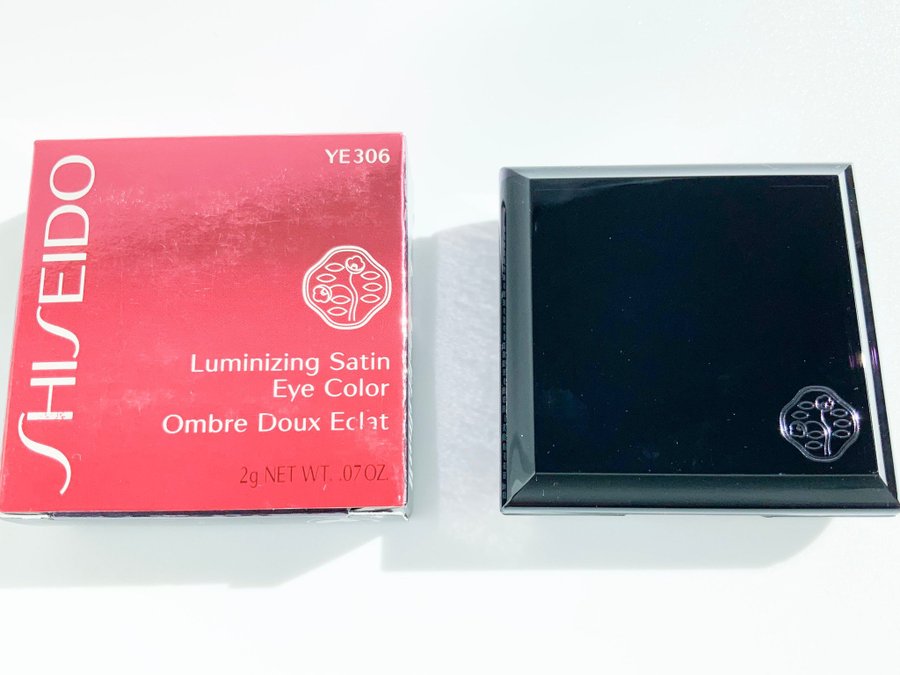 SHISEIDO
YE306
Luminizing Satin
Eye Color
Ombre Doux Eclat
2g NET WT. .07 OZ.